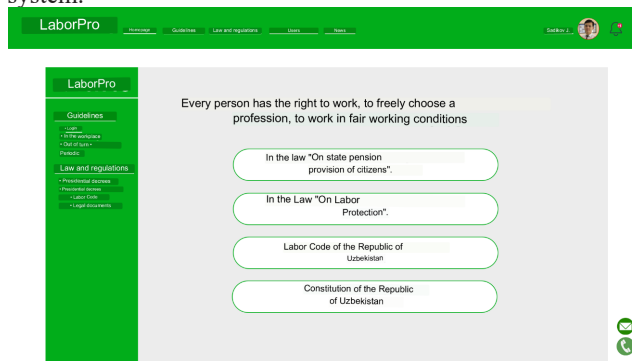 system.
LaborPro
Homepage Guidelines Law and regulations Users News
Sadikov J.
LaborPro
Guidelines
• Login
• In the workplace
• Out of turn •
Periodic
Law and regulations
• Presidential decrees
• Presidential decrees
• Labor Code
• Legal documents
Every person has the right to work, to freely choose a
profession, to work in fair working conditions
In the law "On state pension
provision of citizens".
In the Law "On Labor
Protection".
Labor Code of the Republic of
Uzbekistan
Constitution of the Republic
of Uzbekistan